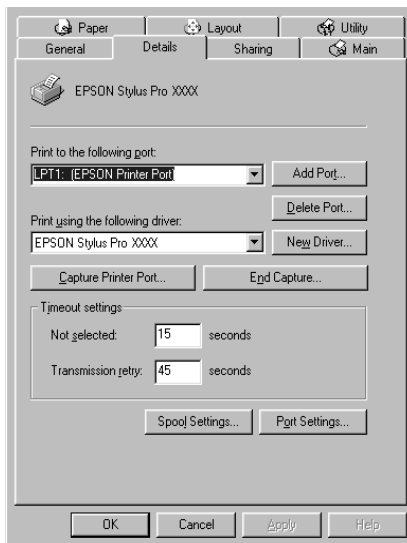 Paper Layout Utility
General Details Sharing Main
EPSON Stylus Pro XXXX
Print to the following port:
LPT1: (EPSON Printer Port)
Add Port...
Delete Port...
Print using the following driver:
EPSON Stylus Pro XXXX
New Driver...
Capture Printer Port... End Capture...
Timeout settings
Not selected: 15 seconds
Transmission retry: 45 seconds
Spool Settings... Port Settings...
OK Cancel Apply Help